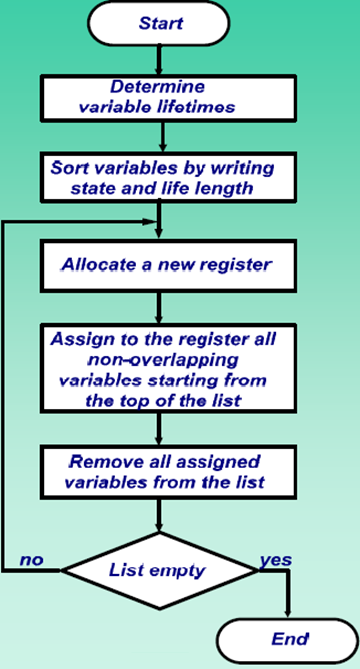 Start
Determine
variable lifetimes
Sort variables by writing
state and life length
Allocate a new register
Assign to the register all
non-overlapping
variables starting from
the top of the list
Remove all assigned
variables from the list
no
List empty
yes
End